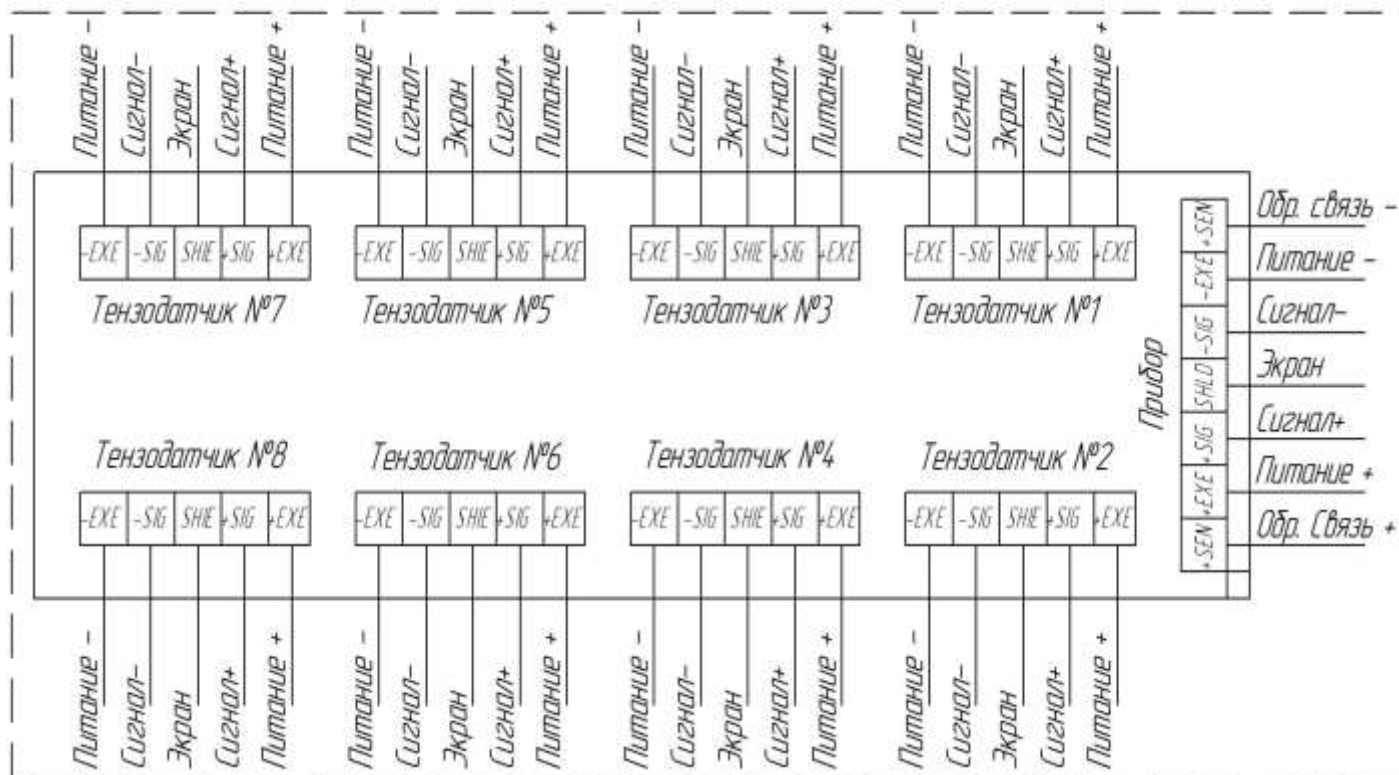 Питание - Сигнал- Экран Сигнал+ Питание + Питание - Сигнал- Экран Сигнал+ Питание + Питание - Сигнал- Экран Сигнал+ Питание + Питание - Сигнал- Экран Сигнал+ Питание +
-EXE -SIG SHIE +SIG +EXE -EXE -SIG SHIE +SIG +EXE -EXE -SIG SHIE +SIG +EXE -EXE -SIG SHIE +SIG +EXE
Тензодатчик №7 Тензодатчик №5 Тензодатчик №3 Тензодатчик №1
Прибор
+SEN Обр. связь -
-EXE Питание -
-SIG Сигнал-
SHLD Экран
+SIG Сигнал+
+EXE Питание +
+SEN Обр. Связь +
Тензодатчик №8 Тензодатчик №6 Тензодатчик №4 Тензодатчик №2
-EXE -SIG SHIE +SIG +EXE -EXE -SIG SHIE +SIG +EXE -EXE -SIG SHIE +SIG +EXE -EXE -SIG SHIE +SIG +EXE
Питание - Сигнал- Экран Сигнал+ Питание + Питание - Сигнал- Экран Сигнал+ Питание + Питание - Сигнал- Экран Сигнал+ Питание + Питание - Сигнал- Экран Сигнал+ Питание +